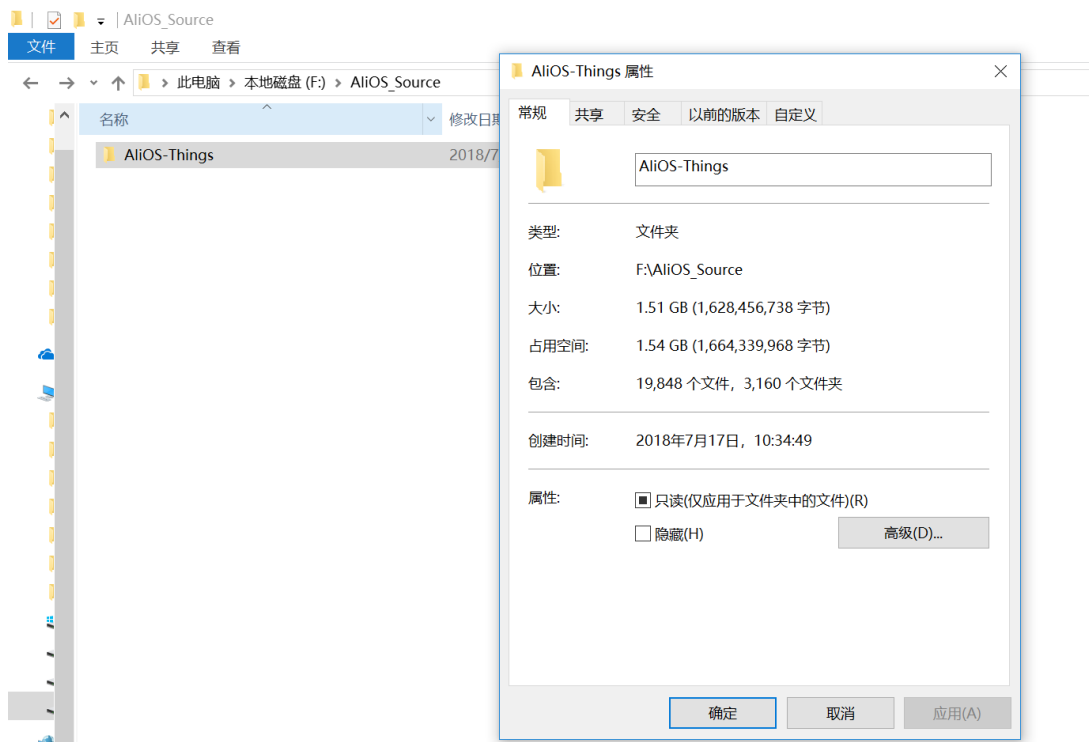 AliOS_Source
文件 主页 共享 查看
此电脑 本地磁盘 (F:) AliOS_Source
名称 修改日期
AliOS-Things 2018/7
AliOS-Things 属性
常规 共享 安全 以前的版本 自定义
AliOS-Things
类型: 文件夹
位置: F:\AliOS_Source
大小: 1.51 GB (1,628,456,738 字节)
占用空间: 1.54 GB (1,664,339,968 字节)
包含: 19,848 个文件，3,160 个文件夹
创建时间: 2018年7月17日，10:34:49
属性: 只读(仅应用于文件夹中的文件)(R)
隐藏(H) 高级(D)...
确定 取消 应用(A)